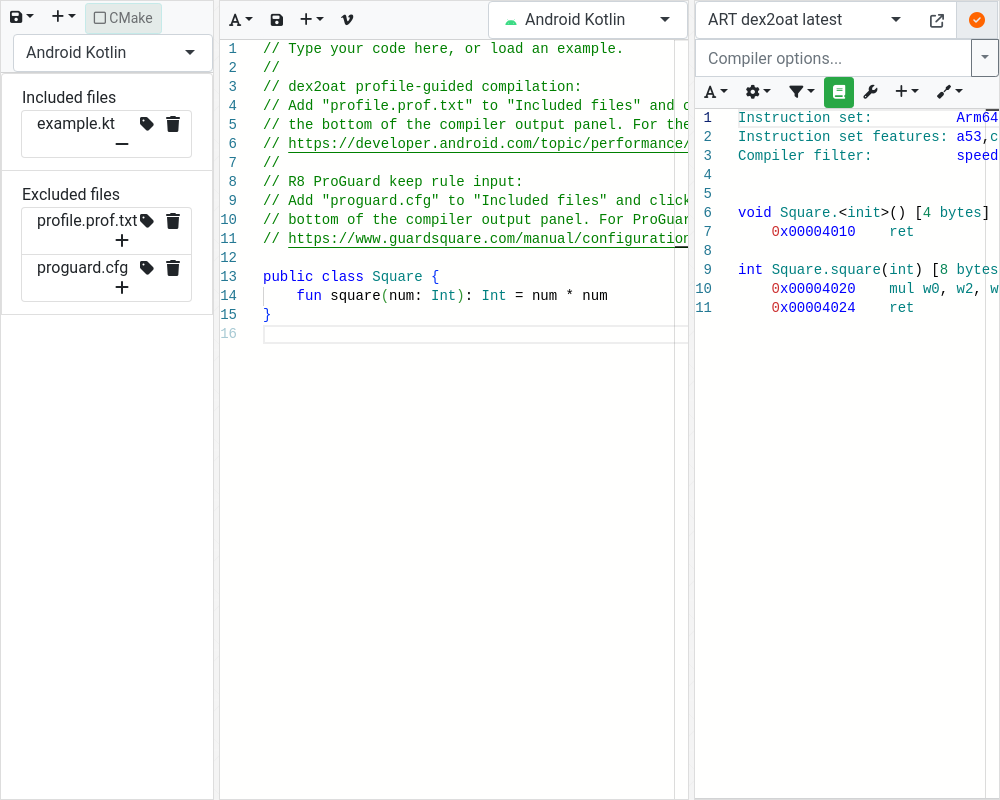 CMake
Android Kotlin
Included files
example.kt
Excluded files
profile.prof.txt
proguard.cfg
A
Android Kotlin
1 // Type your code here, or load an example.
2 //
3 // dex2oat profile-guided compilation:
4 // Add "profile.prof.txt" to "Included files" and
5 // the bottom of the compiler output panel. For the
6 // https://developer.android.com/topic/performance/
7 //
8 // R8 ProGuard keep rule input:
9 // Add "proguard.cfg" to "Included files" and click
10 // bottom of the compiler output panel. For ProGuar
11 // https://www.guardsquare.com/manual/configuration
12
13 public class Square {
14     fun square(num: Int): Int = num * num
15 }
16
ART dex2oat latest
Compiler options...
A
1 Instruction set: Arm64
2 Instruction set features: a53,c
3 Compiler filter: speed
4
5
6 void Square.<init>() [4 bytes]
7     0x00004010    ret
8
9 int Square.square(int) [8 bytes
10     0x00004020    mul w0, w2, w
11     0x00004024    ret